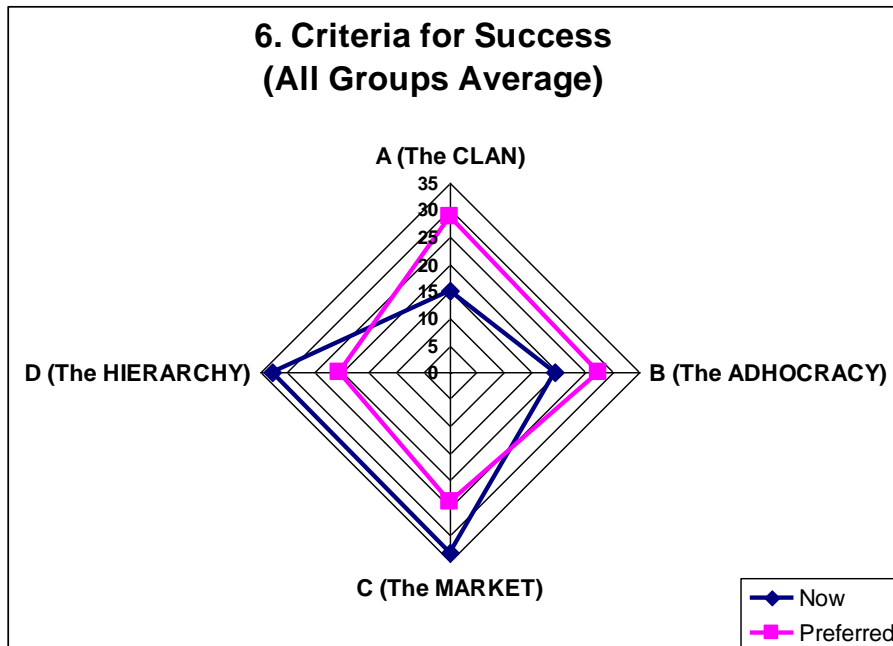 6. Criteria for Success
(All Groups Average)
A (The CLAN)
35
30
25
20
15
10
5
0
D (The HIERARCHY)
B (The ADHOCRACY)
C (The MARKET)
Now
Preferred